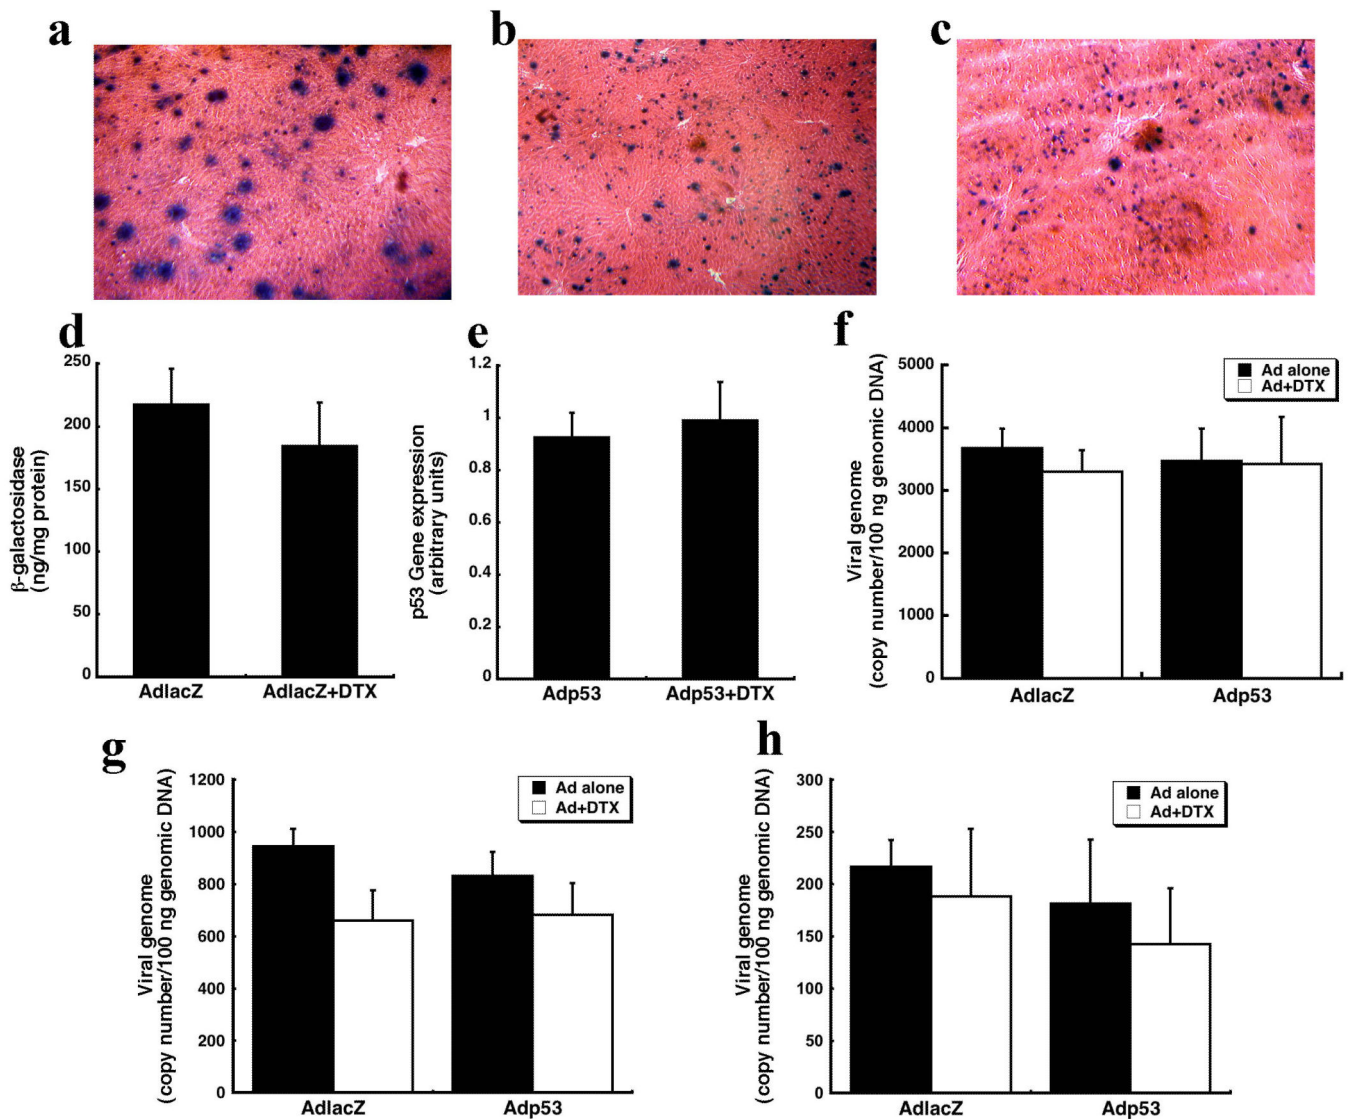 a
b
c
d
250
200
150
100
50
0
β-galactosidase
(ng/mg protein)
AdlacZ
AdlacZ+DTX
e
1.2
1
0.8
0.6
0.4
0.2
0
p53 Gene expression
(arbitrary units)
Adp53
Adp53+DTX
f
5000
4000
3000
2000
1000
0
Viral genome
(copy number/100 ng genomic DNA)
Ad alone
Ad+DTX
AdlacZ
Adp53
g
1200
1000
800
600
400
200
0
Viral genome
(copy number/100 ng genomic DNA)
Ad alone
Ad+DTX
AdlacZ
Adp53
h
300
250
200
150
100
50
0
Viral genome
(copy number/100 ng genomic DNA)
Ad alone
Ad+DTX
AdlacZ
Adp53